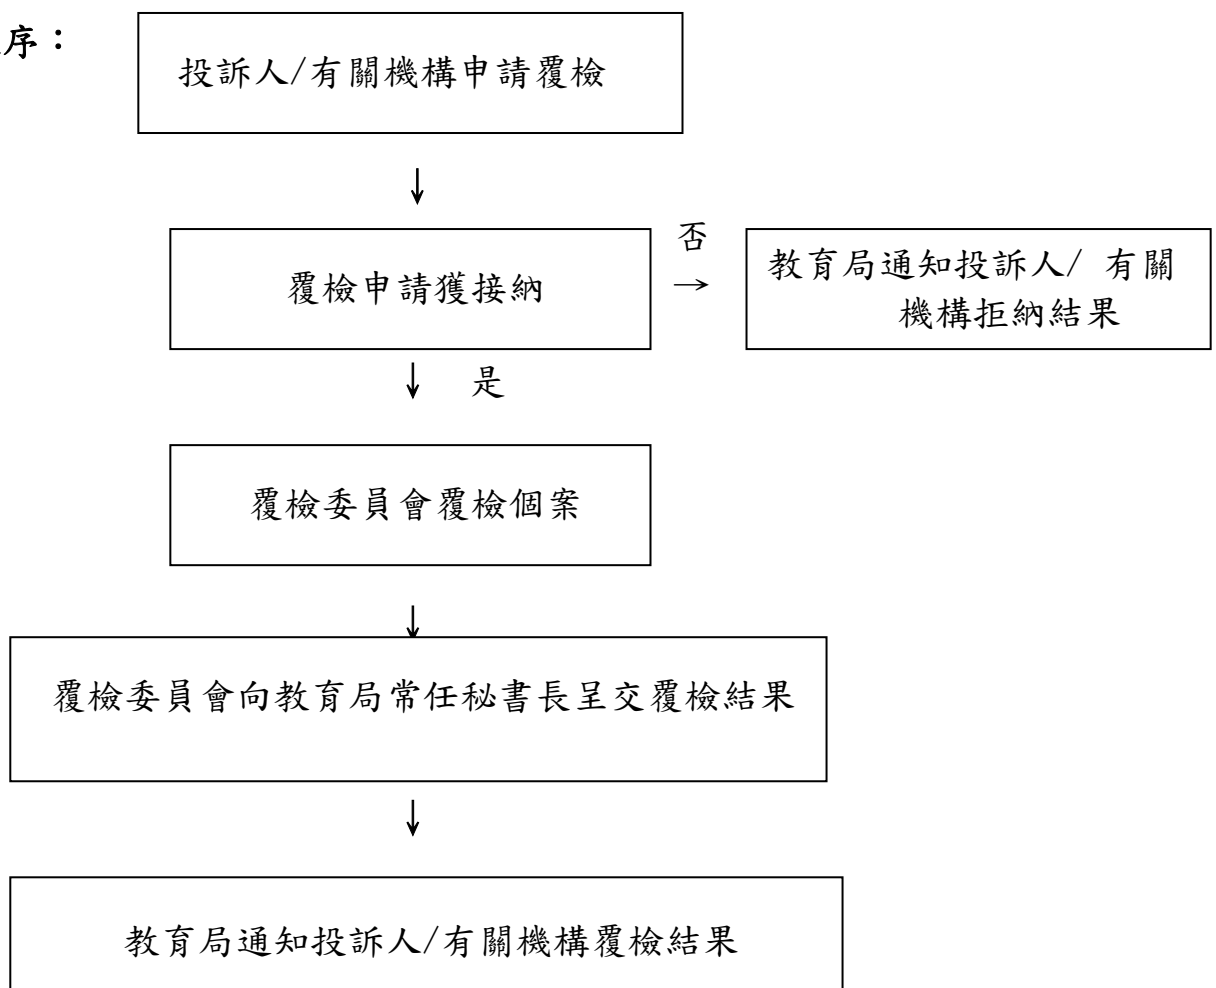 序：
投訴人/有關機構申請覆檢
↓
覆檢申請獲接納
否
→
教育局通知投訴人/ 有關
機構拒納結果
↓ 是
覆檢委員會覆檢個案
↓
覆檢委員會向教育局常任秘書長呈交覆檢結果
↓
教育局通知投訴人/有關機構覆檢結果